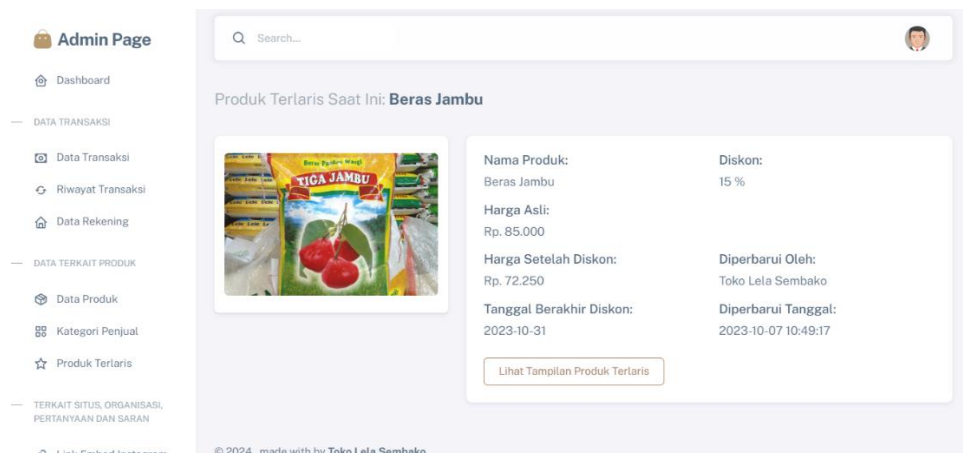 Admin Page
Dashboard
DATA TRANSAKSI
Data Transaksi
Riwayat Transaksi
Data Rekening
DATA TERKAIT PRODUK
Data Produk
Kategori Penjual
Produk Terlaris
TERKAIT SITUS, ORGANISASI,
PERTANYAAN DAN SARAN
Link Embed Instagram
Search...
Produk Terlaris Saat Ini: Beras Jambu
TIGA JAMBU
Nama Produk:
Beras Jambu
Diskon:
15 %
Harga Asli:
Rp. 85.000
Harga Setelah Diskon:
Rp. 72.250
Diperbarui Oleh:
Toko Lela Sembako
Tanggal Berakhir Diskon:
2023-10-31
Diperbarui Tanggal:
2023-10-07 10:49:17
Lihat Tampilan Produk Terlaris
© 2024 , made with by Toko Lela Sembako